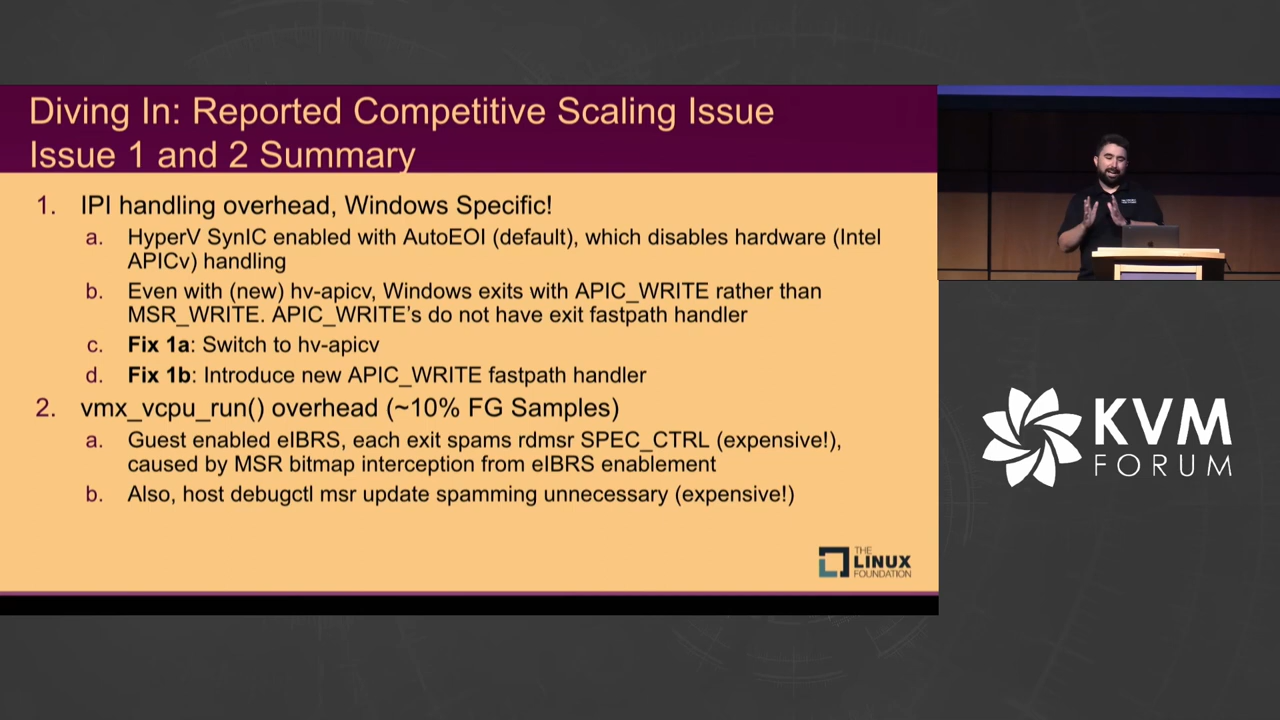 Diving In: Reported Competitive Scaling Issue
Issue 1 and 2 Summary
1. IPI handling overhead, Windows Specific!
a. HyperV SynIC enabled with AutoEOI (default), which disables hardware (Intel
APICv) handling
b. Even with (new) hv-apicv, Windows exits with APIC_WRITE rather than
MSR_WRITE. APIC_WRITE's do not have exit fastpath handler
c. Fix 1a: Switch to hv-apicv
d. Fix 1b: Introduce new APIC_WRITE fastpath handler
2. vmx_vcpu_run() overhead (~10% FG Samples)
a. Guest enabled eIBRS, each exit spams rdmsr SPEC_CTRL (expensive!),
caused by MSR bitmap interception from eIBRS enablement
b. Also, host debugctl msr update spamming unnecessary (expensive!)
THE
LINUX
FOUNDATION
KVM
FORUM